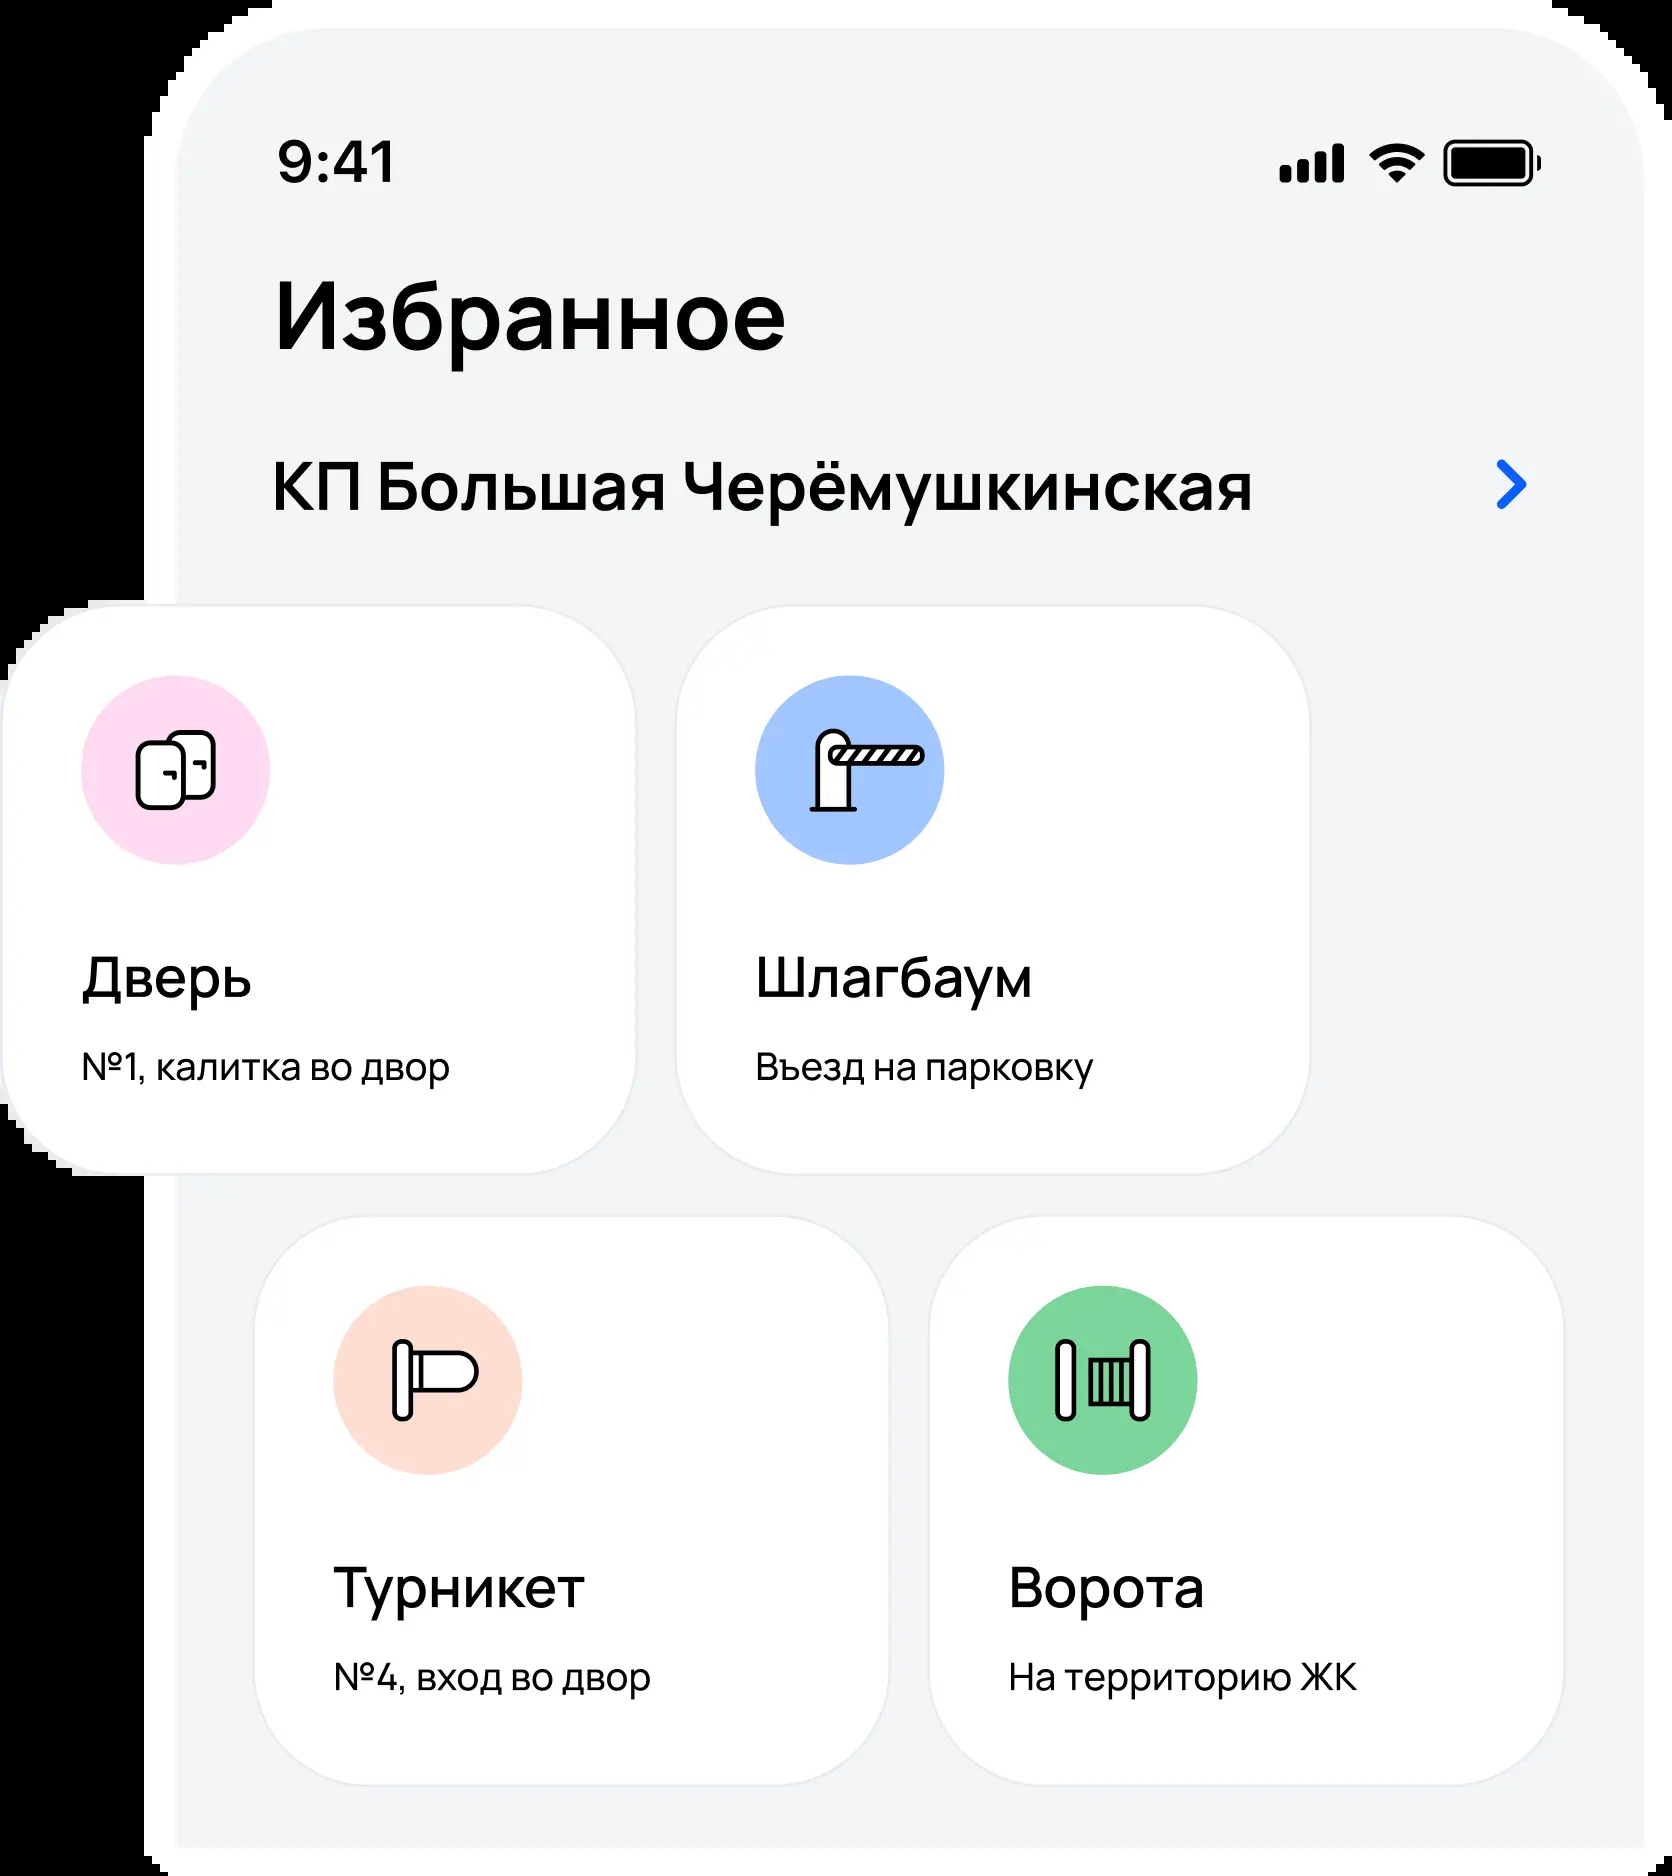 9:41
Избранное
КП Большая Черёмушкинская
Дверь
№1, калитка во двор
Шлагбаум
Въезд на парковку
Турникет
№4, вход во двор
Ворота
На территорию ЖК